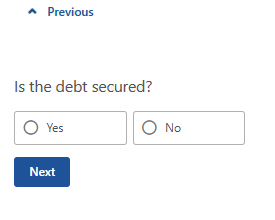 Previous
Is the debt secured?
Yes
No
Next